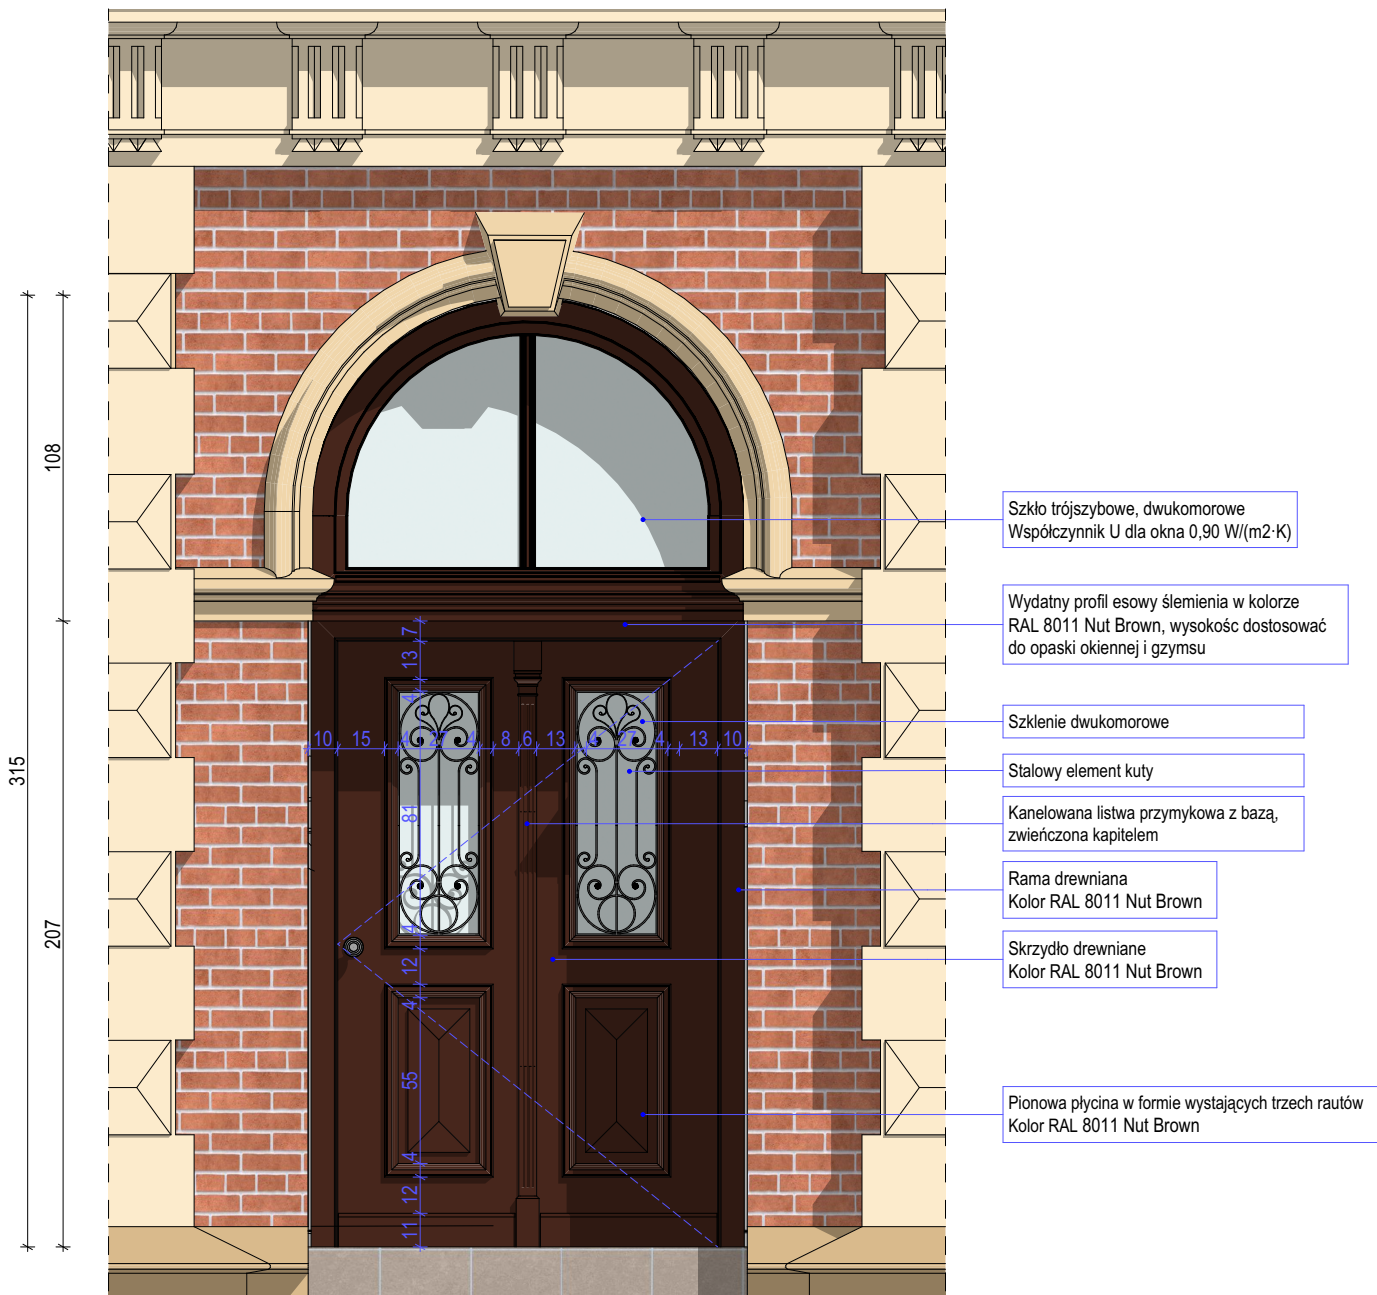 Szkło trójszybowe, dwukomorowe
Współczynnik U dla okna 0,90 W/(m2·K)
Wydatny profil esowy ślemienia w kolorze
RAL 8011 Nut Brown, wysokośc dostosować
do opaski okiennej i gzymsu
Szklenie dwukomorowe
Stalowy element kuty
Kanelowana listwa przymykowa z bazą,
zwieńczona kapitelem
Rama drewniana
Kolor RAL 8011 Nut Brown
Skrzydło drewniane
Kolor RAL 8011 Nut Brown
Pionowa płycina w formie wystających trzech rautów
Kolor RAL 8011 Nut Brown
315
108
207
7
13
4
81
4
12
4
55
4
12
11
10 15 4 27 4 8 6 13 4 27 4 13 10